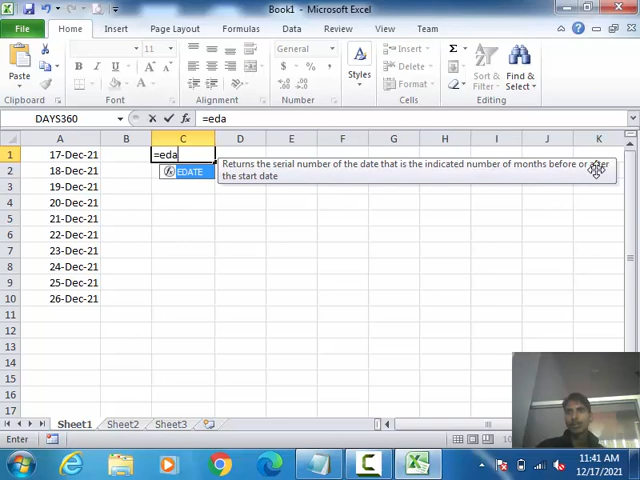 Book1 - Microsoft Excel
File Home Insert Page Layout Formulas Data Review View Team
Paste
Clipboard
11
B I U
A A
Font
Alignment
General
$ % ,
Number
Styles
Insert
Delete
Format
Cells
Σ
Sort & Filter
Find & Select
Editing
DAYS360 fx =eda
A B C D E F G H I J K
1 17-Dec-21 =eda
2 18-Dec-21 EDATE
Returns the serial number of the date that is the indicated number of months before or after
the start date
3 19-Dec-21
4 20-Dec-21
5 21-Dec-21
6 22-Dec-21
7 23-Dec-21
8 24-Dec-21
9 25-Dec-21
10 26-Dec-21
11
12
13
14
15
16
17
Sheet1 Sheet2 Sheet3
Enter
11:41 AM
12/17/2021